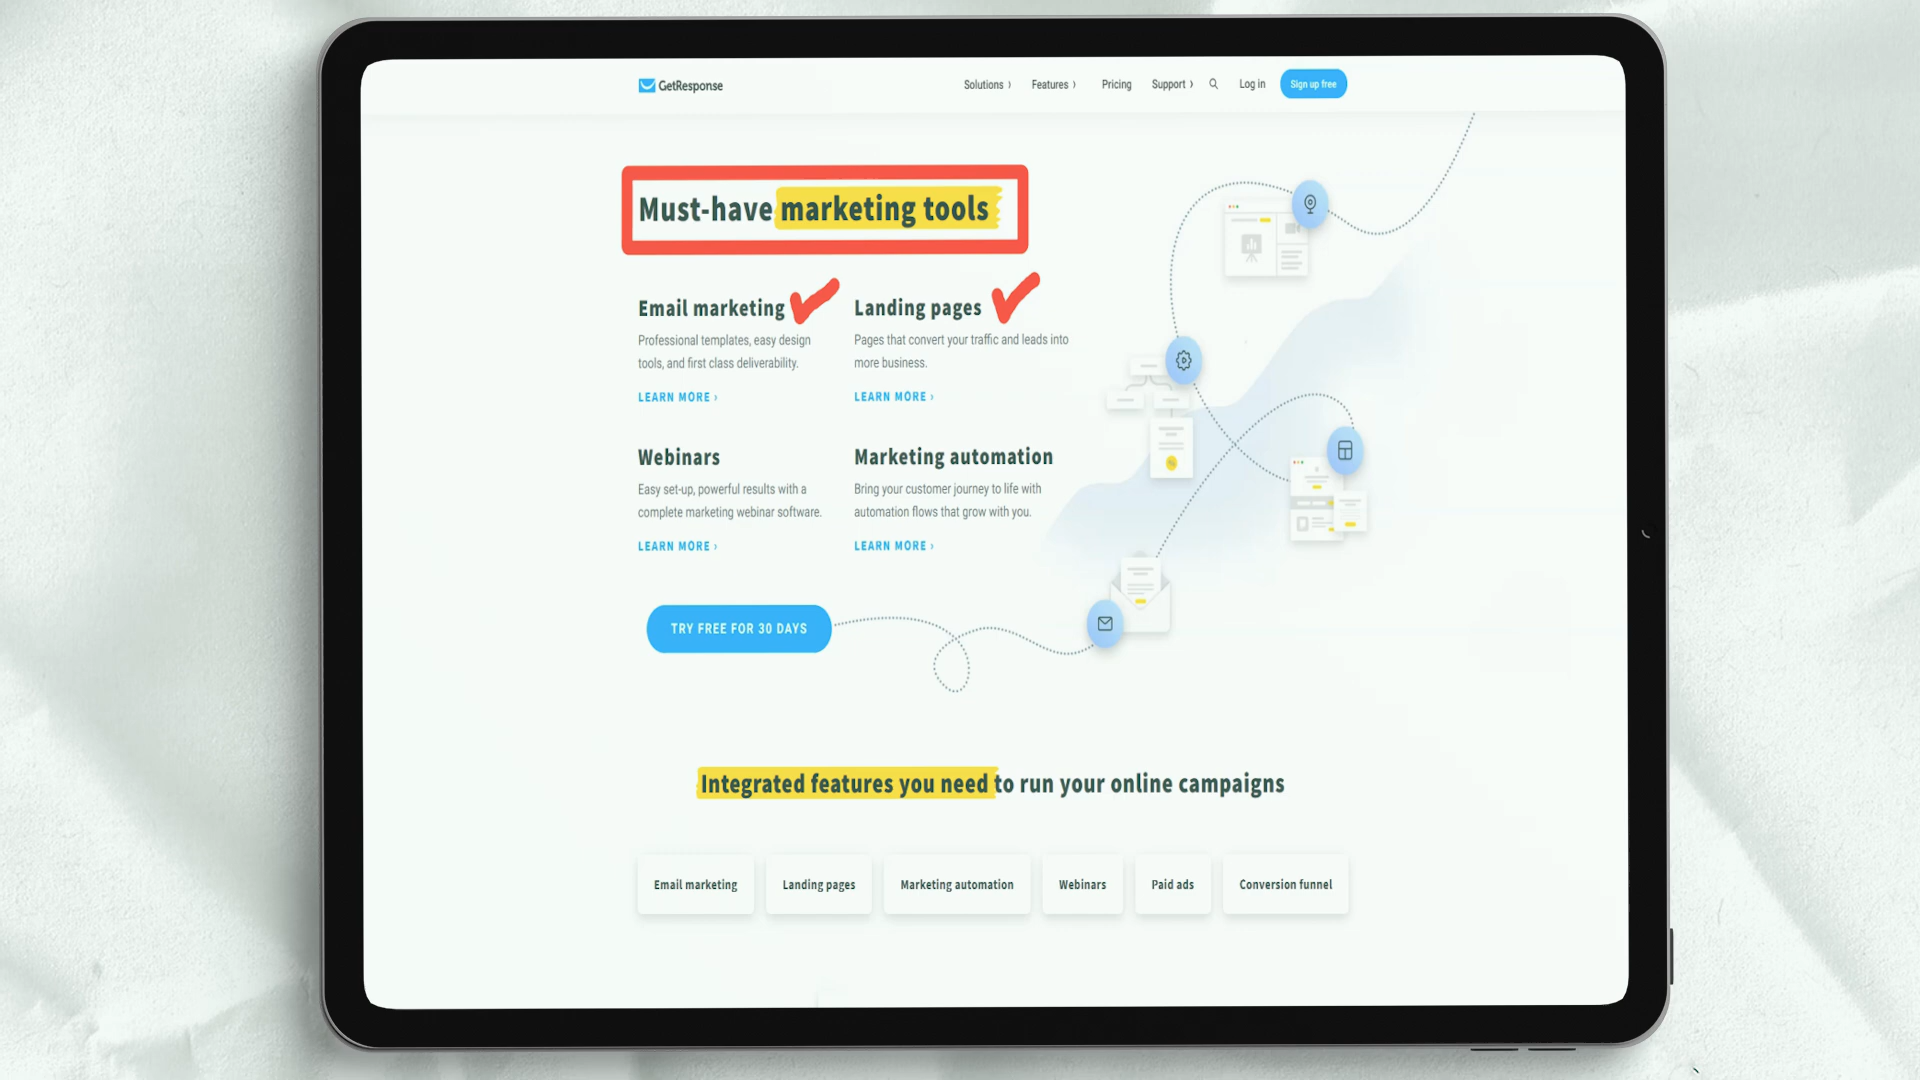 GetResponse
Solutions
Features
Pricing
Support
Log in
Sign up free
Must-have marketing tools
Email marketing
Professional templates, easy design
tools, and first class deliverability.
LEARN MORE ›
Landing pages
Pages that convert your traffic and leads into
more business.
LEARN MORE ›
Webinars
Easy set-up, powerful results with a
complete marketing webinar software.
LEARN MORE ›
Marketing automation
Bring your customer journey to life with
automation flows that grow with you.
LEARN MORE ›
TRY FREE FOR 30 DAYS
Integrated features you need to run your online campaigns
Email marketing
Landing pages
Marketing automation
Webinars
Paid ads
Conversion funnel